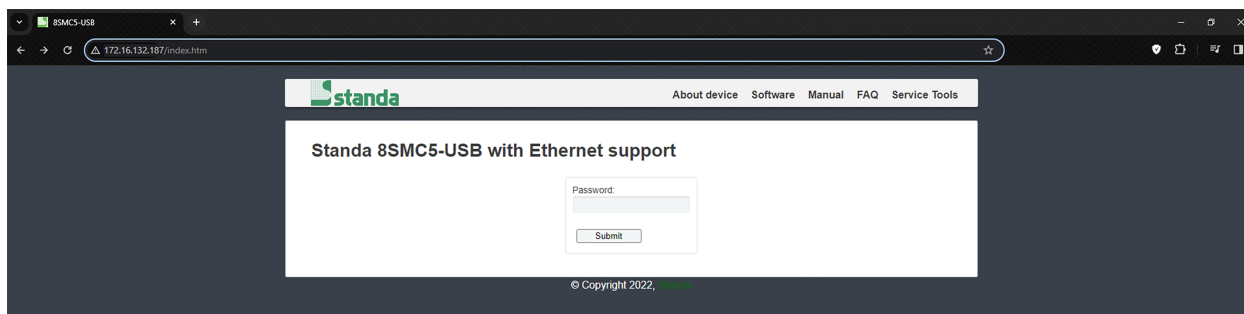 8SMC5-USB
172.16.132.187/index.htm
standa
About device Software Manual FAQ Service Tools
Standa 8SMC5-USB with Ethernet support
Password:
Submit
© Copyright 2022,